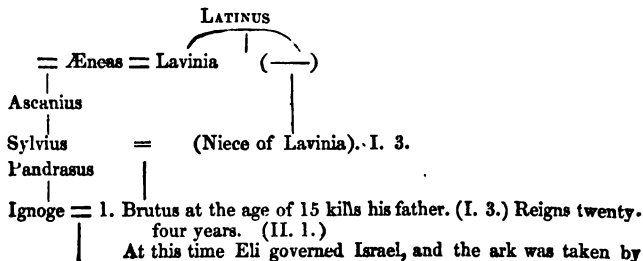 LATINUS
= Æneas = Lavinia (——)
Ascanius
Sylvius = (Niece of Lavinia). I. 3.
Pandrasus
Ignoge = 1. Brutus at the age of 15 kills his father. (I. 3.) Reigns twenty-
four years. (II. 1.)
At this time Eli governed Israel, and the ark was taken by